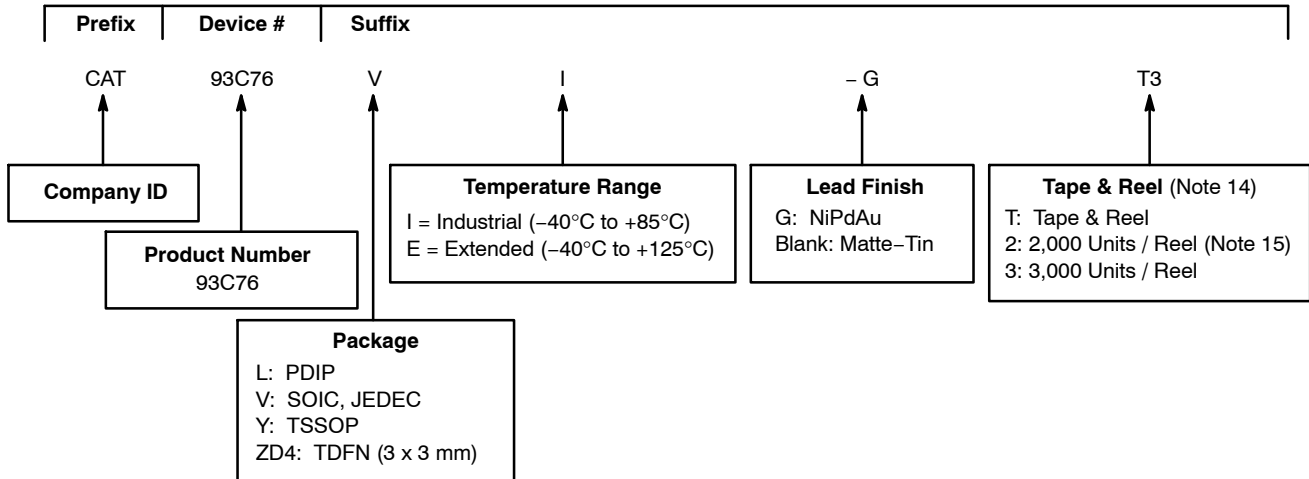 Prefix Device # Suffix
CAT 93C76 V I – G T3
Company ID
Product Number
93C76
Package
L: PDIP
V: SOIC, JEDEC
Y: TSSOP
ZD4: TDFN (3 x 3 mm)
Temperature Range
I = Industrial (−40°C to +85°C)
E = Extended (−40°C to +125°C)
Lead Finish
G: NiPdAu
Blank: Matte−Tin
Tape & Reel (Note 14)
T: Tape & Reel
2: 2,000 Units / Reel (Note 15)
3: 3,000 Units / Reel